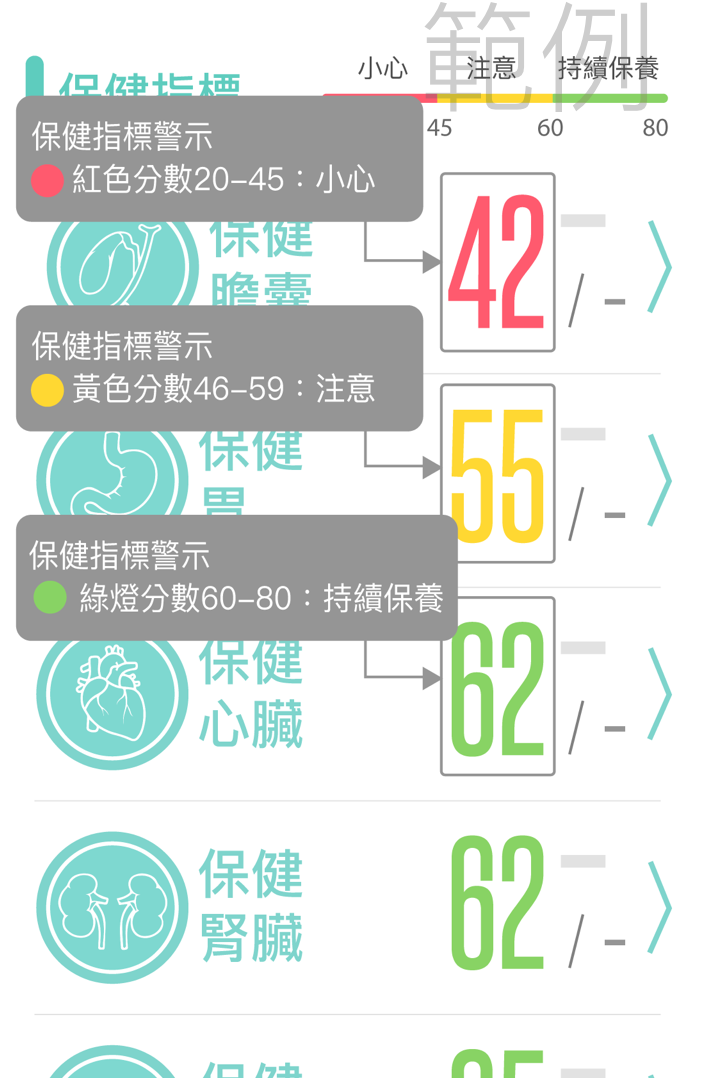 範例
小心 注意 持續保養
保健指標
45 60 80
保健指標警示
紅色分數20–45：小心
保健
膽囊
42
/ -
保健指標警示
黃色分數46–59：注意
保健
胃
55
/ -
保健指標警示
綠燈分數60–80：持續保養
保健
心臟
62
/ -
保健
腎臟
62
/ -
保健